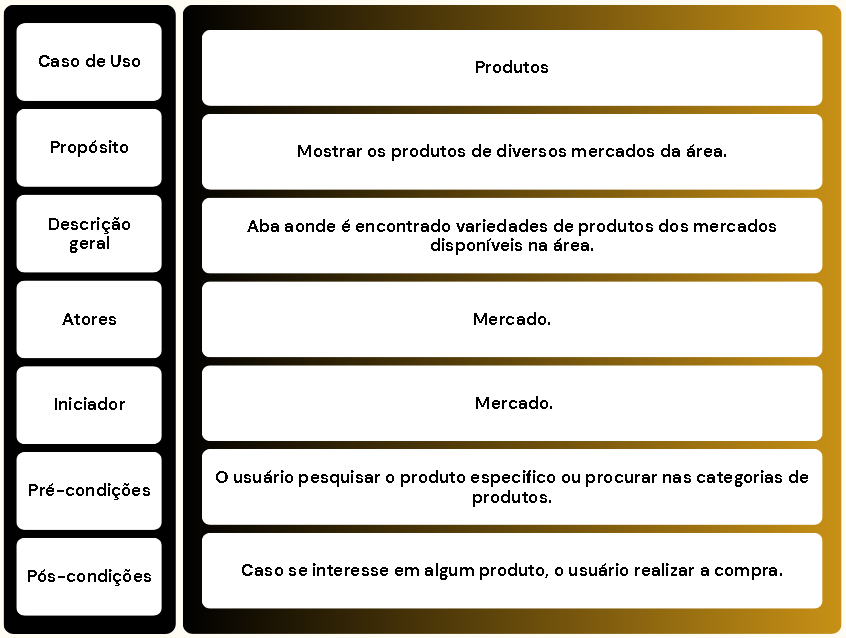 Caso de Uso
Produtos
Propósito
Mostrar os produtos de diversos mercados da área.
Descrição
geral
Aba aonde é encontrado variedades de produtos dos mercados
disponíveis na área.
Atores
Mercado.
Iniciador
Mercado.
Pré-condições
O usuário pesquisar o produto especifico ou procurar nas categorias de
produtos.
Pós-condições
Caso se interesse em algum produto, o usuário realizar a compra.